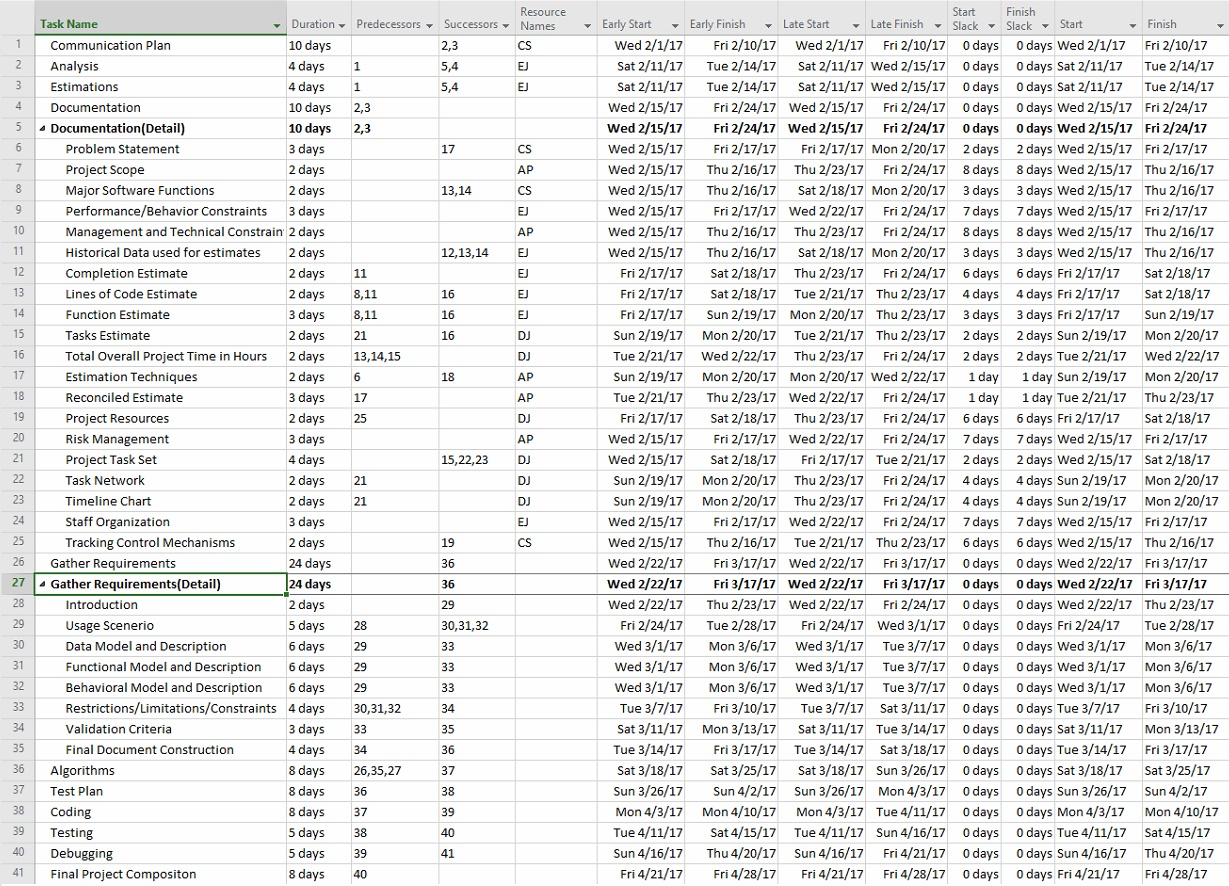 Task Name Duration Predecessors Successors Resource Names Early Start Early Finish Late Start Late Finish Start Slack Finish Slack Start Finish
1 Communication Plan 10 days 2,3 CS Wed 2/1/17 Fri 2/10/17 Wed 2/1/17 Fri 2/10/17 0 days 0 days Wed 2/1/17 Fri 2/10/17
2 Analysis 4 days 1 5,4 EJ Sat 2/11/17 Tue 2/14/17 Sat 2/11/17 Wed 2/15/17 0 days 0 days Sat 2/11/17 Tue 2/14/17
3 Estimations 4 days 1 5,4 EJ Sat 2/11/17 Tue 2/14/17 Sat 2/11/17 Wed 2/15/17 0 days 0 days Sat 2/11/17 Tue 2/14/17
4 Documentation 10 days 2,3 Wed 2/15/17 Fri 2/24/17 Wed 2/15/17 Fri 2/24/17 0 days 0 days Wed 2/15/17 Fri 2/24/17
5 Documentation(Detail) 10 days 2,3 Wed 2/15/17 Fri 2/24/17 Wed 2/15/17 Fri 2/24/17 0 days 0 days Wed 2/15/17 Fri 2/24/17
6 Problem Statement 3 days 17 CS Wed 2/15/17 Fri 2/17/17 Fri 2/17/17 Mon 2/20/17 2 days 2 days Wed 2/15/17 Fri 2/17/17
7 Project Scope 2 days AP Wed 2/15/17 Thu 2/16/17 Thu 2/23/17 Fri 2/24/17 8 days 8 days Wed 2/15/17 Thu 2/16/17
8 Major Software Functions 2 days 13,14 CS Wed 2/15/17 Thu 2/16/17 Sat 2/18/17 Mon 2/20/17 3 days 3 days Wed 2/15/17 Thu 2/16/17
9 Performance/Behavior Constraints 3 days EJ Wed 2/15/17 Fri 2/17/17 Wed 2/22/17 Fri 2/24/17 7 days 7 days Wed 2/15/17 Fri 2/17/17
10 Management and Technical Constrain 2 days AP Wed 2/15/17 Thu 2/16/17 Thu 2/23/17 Fri 2/24/17 8 days 8 days Wed 2/15/17 Thu 2/16/17
11 Historical Data used for estimates 2 days 12,13,14 EJ Wed 2/15/17 Thu 2/16/17 Sat 2/18/17 Mon 2/20/17 3 days 3 days Wed 2/15/17 Thu 2/16/17
12 Completion Estimate 2 days 11 EJ Fri 2/17/17 Sat 2/18/17 Thu 2/23/17 Fri 2/24/17 6 days 6 days Fri 2/17/17 Sat 2/18/17
13 Lines of Code Estimate 2 days 8,11 16 EJ Fri 2/17/17 Sat 2/18/17 Tue 2/21/17 Thu 2/23/17 4 days 4 days Fri 2/17/17 Sat 2/18/17
14 Function Estimate 3 days 8,11 16 EJ Fri 2/17/17 Sun 2/19/17 Mon 2/20/17 Thu 2/23/17 3 days 3 days Fri 2/17/17 Sun 2/19/17
15 Tasks Estimate 2 days 21 16 DJ Sun 2/19/17 Mon 2/20/17 Tue 2/21/17 Thu 2/23/17 2 days 2 days Sun 2/19/17 Mon 2/20/17
16 Total Overall Project Time in Hours 2 days 13,14,15 DJ Tue 2/21/17 Wed 2/22/17 Thu 2/23/17 Fri 2/24/17 2 days 2 days Tue 2/21/17 Wed 2/22/17
17 Estimation Techniques 2 days 6 18 AP Sun 2/19/17 Mon 2/20/17 Mon 2/20/17 Wed 2/22/17 1 day 1 day Sun 2/19/17 Mon 2/20/17
18 Reconciled Estimate 3 days 17 AP Tue 2/21/17 Thu 2/23/17 Wed 2/22/17 Fri 2/24/17 1 day 1 day Tue 2/21/17 Thu 2/23/17
19 Project Resources 2 days 25 DJ Fri 2/17/17 Sat 2/18/17 Thu 2/23/17 Fri 2/24/17 6 days 6 days Fri 2/17/17 Sat 2/18/17
20 Risk Management 3 days AP Wed 2/15/17 Fri 2/17/17 Wed 2/22/17 Fri 2/24/17 7 days 7 days Wed 2/15/17 Fri 2/17/17
21 Project Task Set 4 days 15,22,23 DJ Wed 2/15/17 Sat 2/18/17 Fri 2/17/17 Tue 2/21/17 2 days 2 days Wed 2/15/17 Sat 2/18/17
22 Task Network 2 days 21 DJ Sun 2/19/17 Mon 2/20/17 Thu 2/23/17 Fri 2/24/17 4 days 4 days Sun 2/19/17 Mon 2/20/17
23 Timeline Chart 2 days 21 DJ Sun 2/19/17 Mon 2/20/17 Thu 2/23/17 Fri 2/24/17 4 days 4 days Sun 2/19/17 Mon 2/20/17
24 Staff Organization 3 days EJ Wed 2/15/17 Fri 2/17/17 Wed 2/22/17 Fri 2/24/17 7 days 7 days Wed 2/15/17 Fri 2/17/17
25 Tracking Control Mechanisms 2 days 19 CS Wed 2/15/17 Thu 2/16/17 Tue 2/21/17 Thu 2/23/17 6 days 6 days Wed 2/15/17 Thu 2/16/17
26 Gather Requirements 24 days 36 Wed 2/22/17 Fri 3/17/17 Wed 2/22/17 Fri 3/17/17 0 days 0 days Wed 2/22/17 Fri 3/17/17
27 Gather Requirements(Detail) 24 days 36 Wed 2/22/17 Fri 3/17/17 Wed 2/22/17 Fri 3/17/17 0 days 0 days Wed 2/22/17 Fri 3/17/17
28 Introduction 2 days 29 Wed 2/22/17 Thu 2/23/17 Wed 2/22/17 Fri 2/24/17 0 days 0 days Wed 2/22/17 Thu 2/23/17
29 Usage Scenerio 5 days 28 30,31,32 Fri 2/24/17 Tue 2/28/17 Fri 2/24/17 Wed 3/1/17 0 days 0 days Fri 2/24/17 Tue 2/28/17
30 Data Model and Description 6 days 29 33 Wed 3/1/17 Mon 3/6/17 Wed 3/1/17 Tue 3/7/17 0 days 0 days Wed 3/1/17 Mon 3/6/17
31 Functional Model and Description 6 days 29 33 Wed 3/1/17 Mon 3/6/17 Wed 3/1/17 Tue 3/7/17 0 days 0 days Wed 3/1/17 Mon 3/6/17
32 Behavioral Model and Description 6 days 29 33 Wed 3/1/17 Mon 3/6/17 Wed 3/1/17 Tue 3/7/17 0 days 0 days Wed 3/1/17 Mon 3/6/17
33 Restrictions/Limitations/Constraints 4 days 30,31,32 34 Tue 3/7/17 Fri 3/10/17 Tue 3/7/17 Sat 3/11/17 0 days 0 days Tue 3/7/17 Fri 3/10/17
34 Validation Criteria 3 days 33 35 Sat 3/11/17 Mon 3/13/17 Sat 3/11/17 Tue 3/14/17 0 days 0 days Sat 3/11/17 Mon 3/13/17
35 Final Document Construction 4 days 34 36 Tue 3/14/17 Fri 3/17/17 Tue 3/14/17 Sat 3/18/17 0 days 0 days Tue 3/14/17 Fri 3/17/17
36 Algorithms 8 days 26,35,27 37 Sat 3/18/17 Sat 3/25/17 Sat 3/18/17 Sun 3/26/17 0 days 0 days Sat 3/18/17 Sat 3/25/17
37 Test Plan 8 days 36 38 Sun 3/26/17 Sun 4/2/17 Sun 3/26/17 Mon 4/3/17 0 days 0 days Sun 3/26/17 Sun 4/2/17
38 Coding 8 days 37 39 Mon 4/3/17 Mon 4/10/17 Mon 4/3/17 Tue 4/11/17 0 days 0 days Mon 4/3/17 Mon 4/10/17
39 Testing 5 days 38 40 Tue 4/11/17 Sat 4/15/17 Tue 4/11/17 Sun 4/16/17 0 days 0 days Tue 4/11/17 Sat 4/15/17
40 Debugging 5 days 39 41 Sun 4/16/17 Thu 4/20/17 Sun 4/16/17 Fri 4/21/17 0 days 0 days Sun 4/16/17 Thu 4/20/17
41 Final Project Compositon 8 days 40 Fri 4/21/17 Fri 4/28/17 Fri 4/21/17 Fri 4/28/17 0 days 0 days Fri 4/21/17 Fri 4/28/17